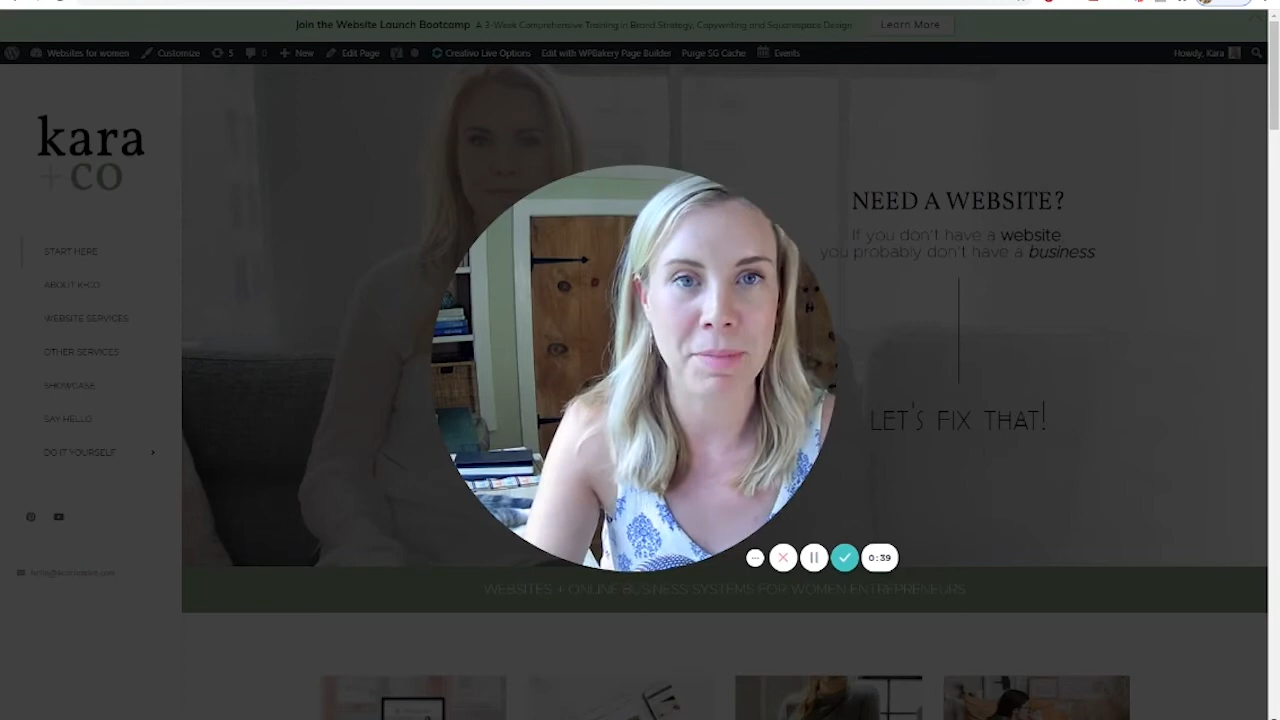 Join the Website Launch Bootcamp A 3-Week Comprehensive Training in Brand Strategy, Copywriting and Squarespace Design Learn More
Websites for women Customize 5 0 New Edit Page Creativo Live Options Edit with WPBakery Page Builder Purge SG Cache Events Howdy, Kara
kara
+ co
START HERE
ABOUT K+CO
WEBSITE SERVICES
OTHER SERVICES
SHOWCASE
SAY HELLO
DO IT YOURSELF
NEED A WEBSITE?
If you don't have a website
you probably don't have a business
LET'S FIX THAT!
0:39
WEBSITES + ONLINE BUSINESS SYSTEMS FOR WOMEN ENTREPRENEURS